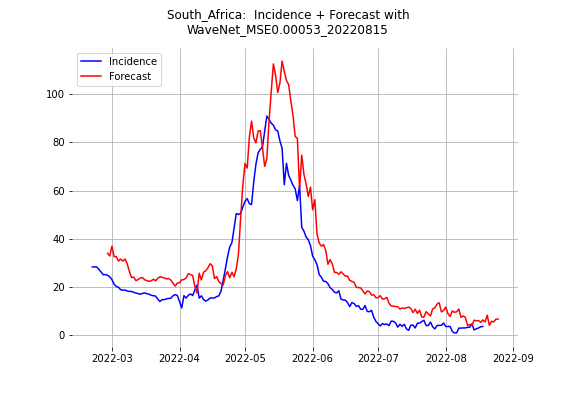 South_Africa:  Incidence + Forecast with
WaveNet_MSE0.00053_20220815
Incidence
Forecast
100
80
60
40
20
0
2022-03 2022-04 2022-05 2022-06 2022-07 2022-08 2022-09